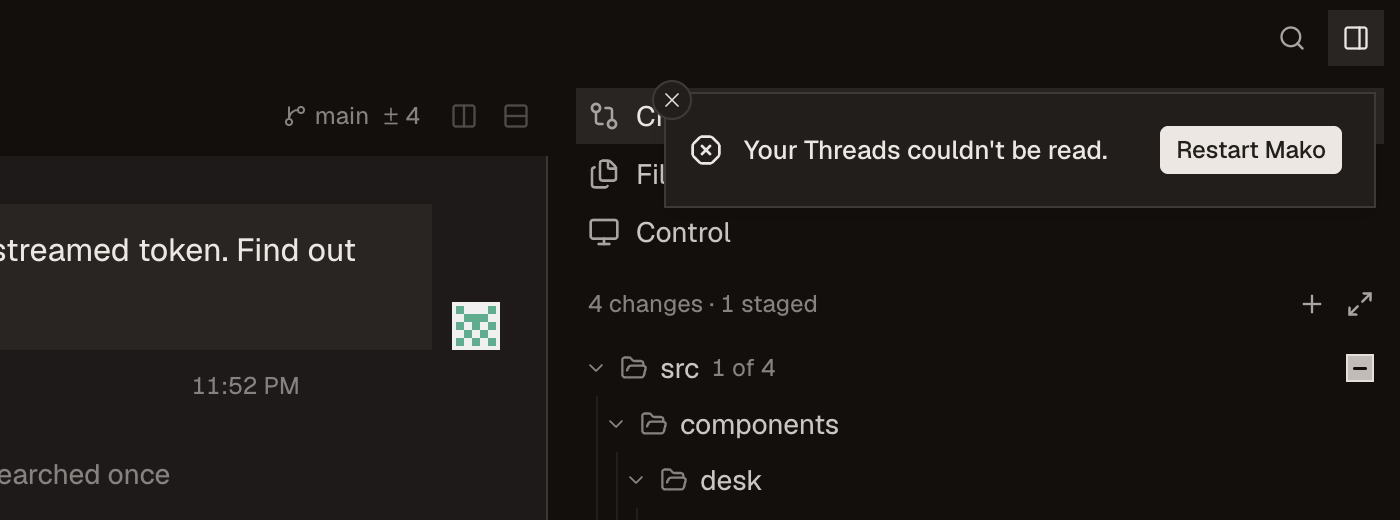 main ± 4
Your Threads couldn't be read.
Restart Mako
Control
streamed token. Find out
4 changes · 1 staged
src 1 of 4
11:52 PM
components
earched once
desk